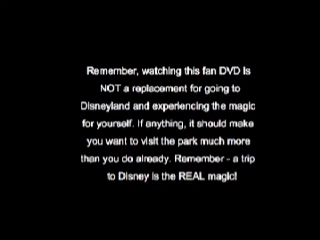 Remember, watching this fan DVD is
NOT a replacement for going to
Disneyland and experiencing the magic
for yourself. If anything, it should make
you want to visit the park much more
than you do already. Remember - a trip
to Disney is the REAL magic!